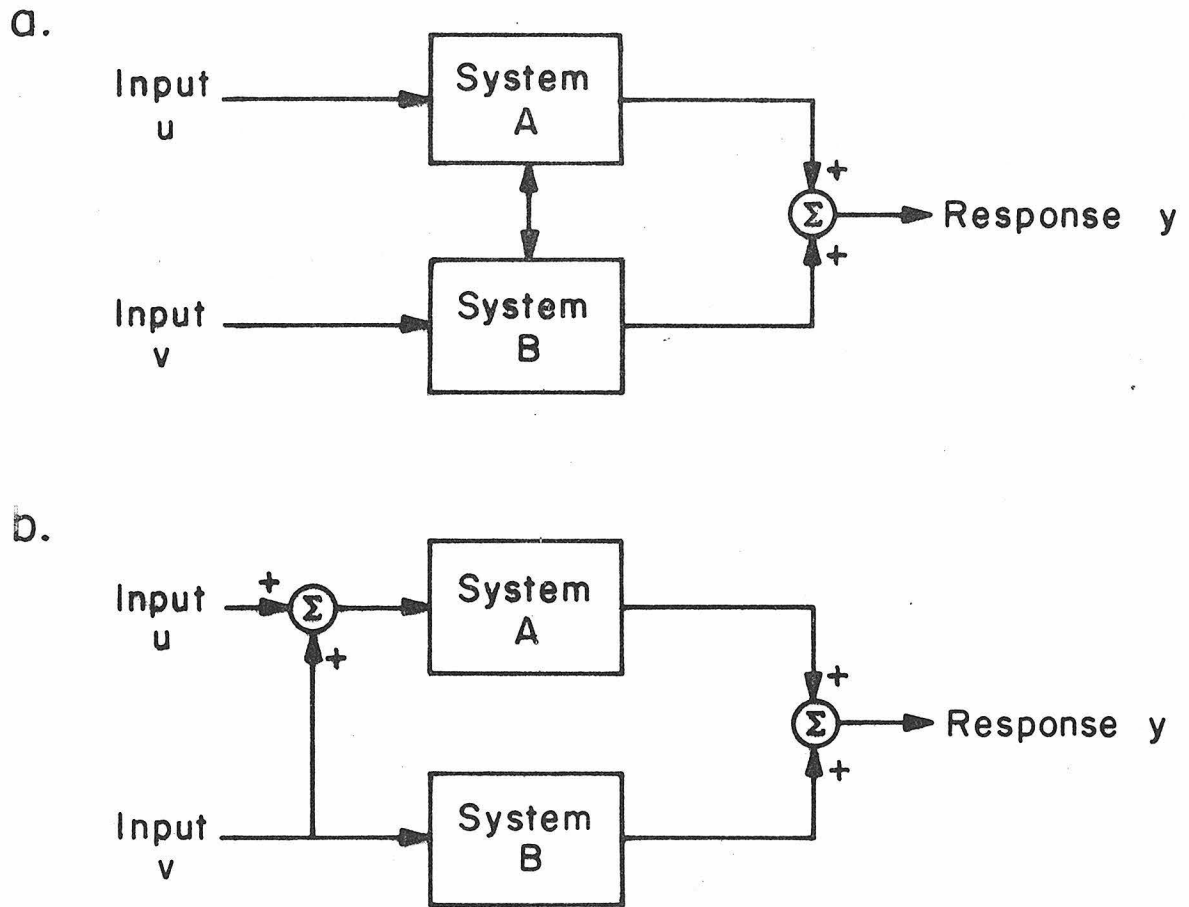 a.
Input
u
System
A
+
Σ
Response y
+
Input
v
System
B
b.
Input
u
+
Σ
+
System
A
+
Σ
Response y
+
Input
v
System
B